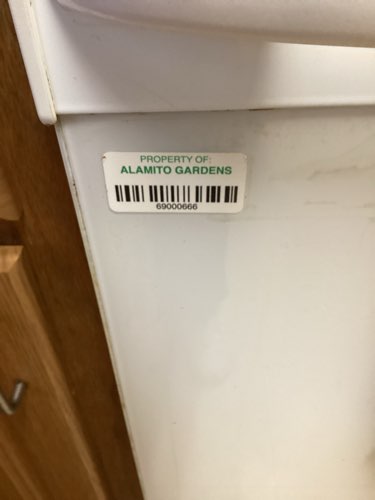 PROPERTY OF:
ALAMITO GARDENS
69000666